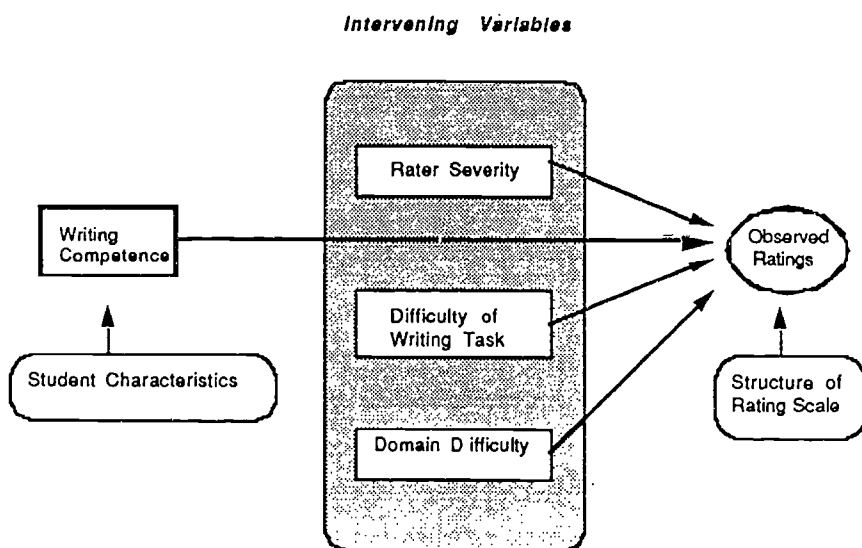 Intervening Variables
Rater Severity
Writing
Competence
Observed
Ratings
Difficulty of
Writing Task
Student Characteristics
Structure of
Rating Scale
Domain D ifficulty